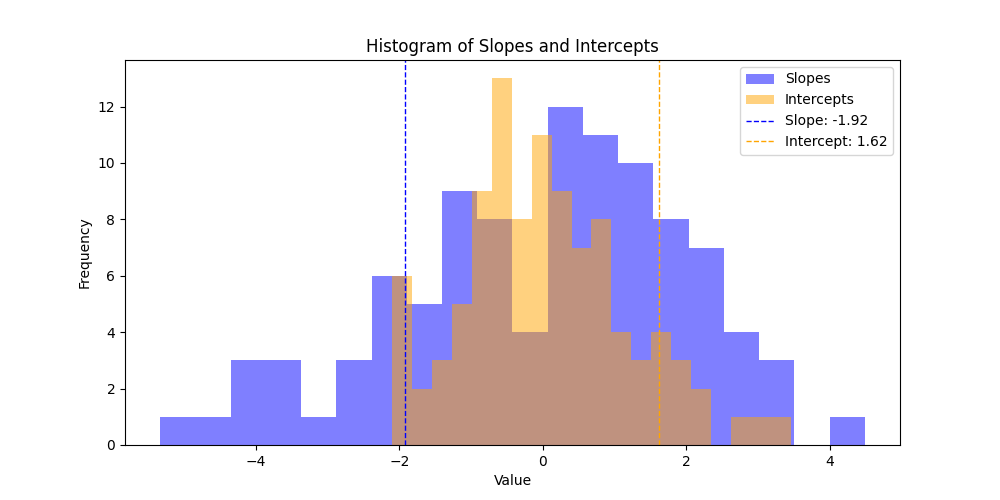 Histogram of Slopes and Intercepts
Slopes
Intercepts
Slope: -1.92
Intercept: 1.62
Frequency
12
10
8
6
4
2
0
−4
−2
0
2
4
Value